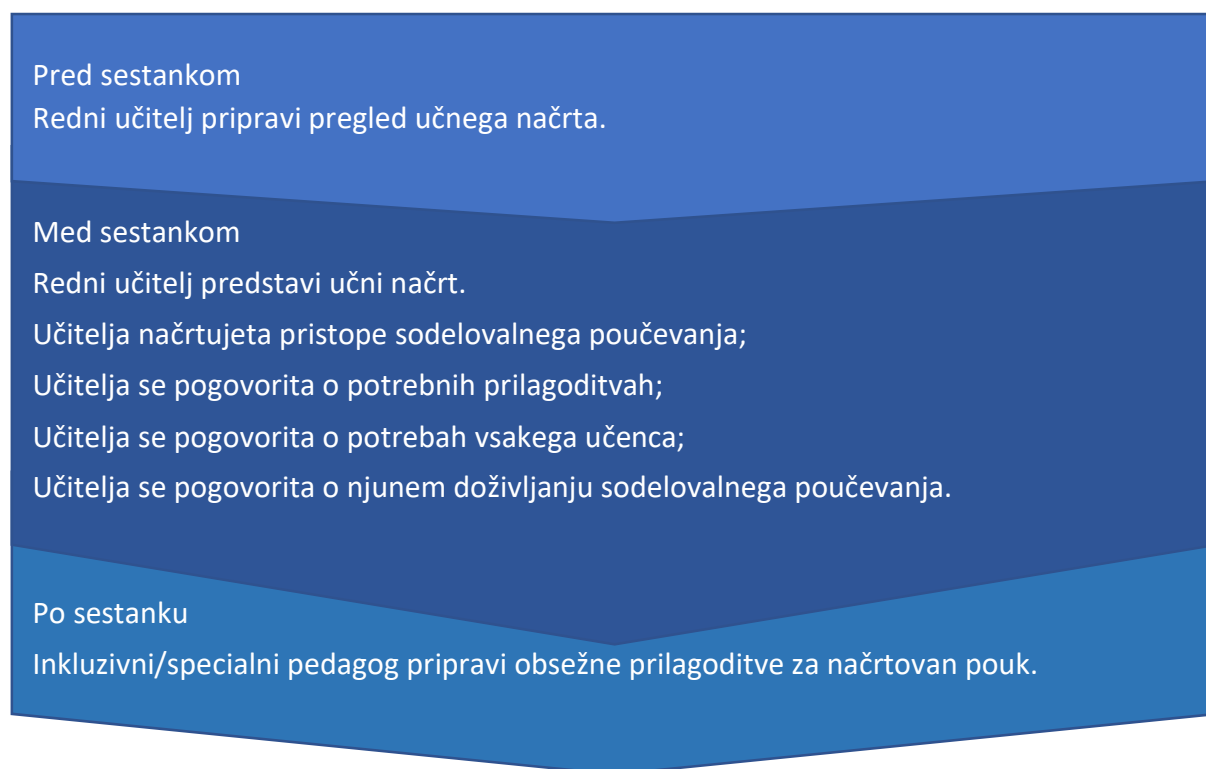 Pred sestankom
Redni učitelj pripravi pregled učnega načrta.
Med sestankom
Redni učitelj predstavi učni načrt.
Učitelja načrtujeta pristope sodelovalnega poučevanja;
Učitelja se pogovorita o potrebnih prilagoditvah;
Učitelja se pogovorita o potrebah vsakega učenca;
Učitelja se pogovorita o njunem doživljanju sodelovalnega poučevanja.
Po sestanku
Inkluzivni/specialni pedagog pripravi obsežne prilagoditve za načrtovan pouk.